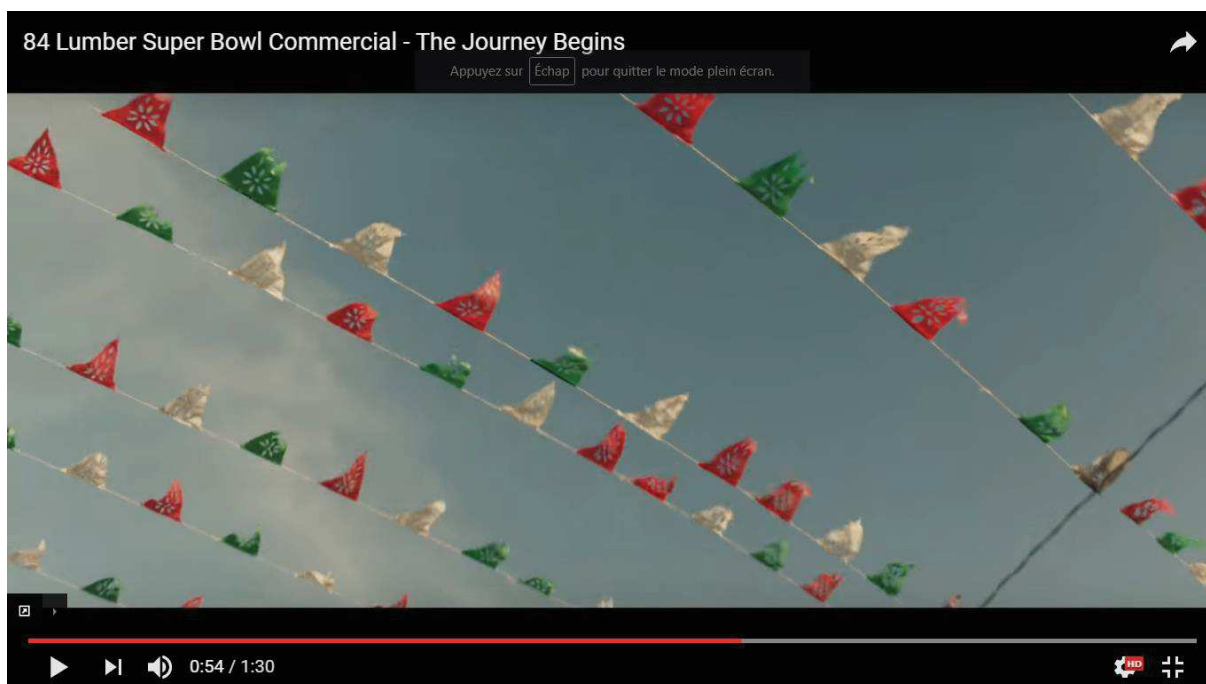 84 Lumber Super Bowl Commercial - The Journey Begins
Appuyez sur Échap pour quitter le mode plein écran.
0:54 / 1:30
HD